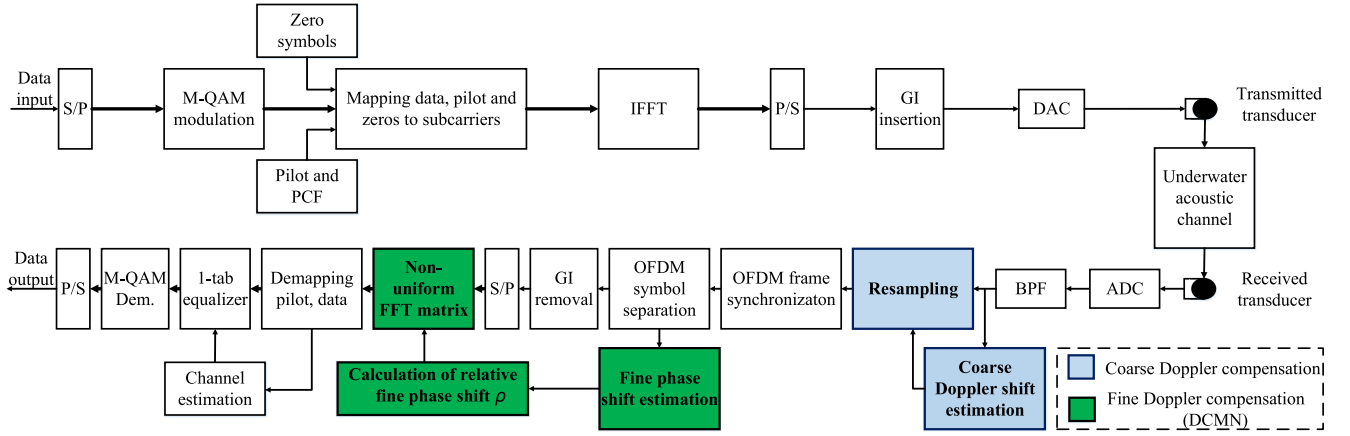 Data
input
S/P
M-QAM
modulation
Zero
symbols
Mapping data, pilot and
zeros to subcarriers
Pilot and
PCF
IFFT
P/S
GI
insertion
DAC
Transmitted
transducer
Underwater
acoustic
channel
Received
transducer
ADC
BPF
Resampling
Coarse
Doppler shift
estimation
OFDM frame
synchronizaton
OFDM
symbol
separation
Fine phase
shift estimation
GI
removal
S/P
Non-
uniform
FFT matrix
Calculation of relative
fine phase shift ρ
Demapping
pilot, data
1-tab
equalizer
Channel
estimation
M-QAM
Dem.
P/S
Data
output
Coarse Doppler compensation
Fine Doppler compensation
(DCMN)